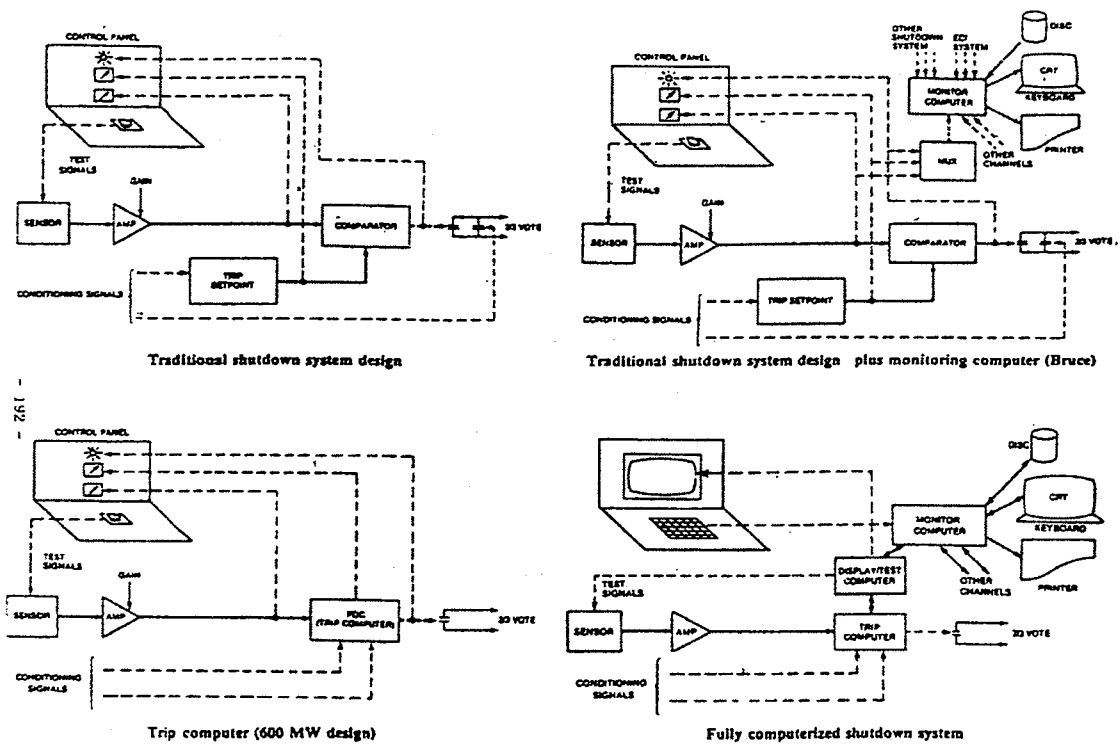 CONTROL PANEL
TEST
SIGNALS
GAIN
SENSOR
AMP
COMPARATOR
2/3 VOTE
TRIP
SETPOINT
CONDITIONING SIGNALS
Traditional shutdown system design
OTHER
SHUTDOWN
SYSTEM
ECI
SYSTEM
DISC
CONTROL PANEL
MONITOR
COMPUTER
CRT
KEYBOARD
PRINTER
OTHER
CHANNELS
MUX
TEST
SIGNALS
GAIN
SENSOR
AMP
COMPARATOR
2/3 VOTE
TRIP SETPOINT
CONDITIONING SIGNALS
Traditional shutdown system design plus monitoring computer (Bruce)
- 192 -
CONTROL PANEL
TEST
SIGNALS
GAIN
SENSOR
AMP
PDC
(TRIP COMPUTER)
2/3 VOTE
CONDITIONING
SIGNALS
Trip computer (600 MW design)
DISC
MONITOR
COMPUTER
CRT
KEYBOARD
PRINTER
OTHER
CHANNELS
DISPLAY/TEST
COMPUTER
TEST
SIGNALS
SENSOR
AMP
TRIP
COMPUTER
2/3 VOTE
CONDITIONING
SIGNALS
Fully computerized shutdown system